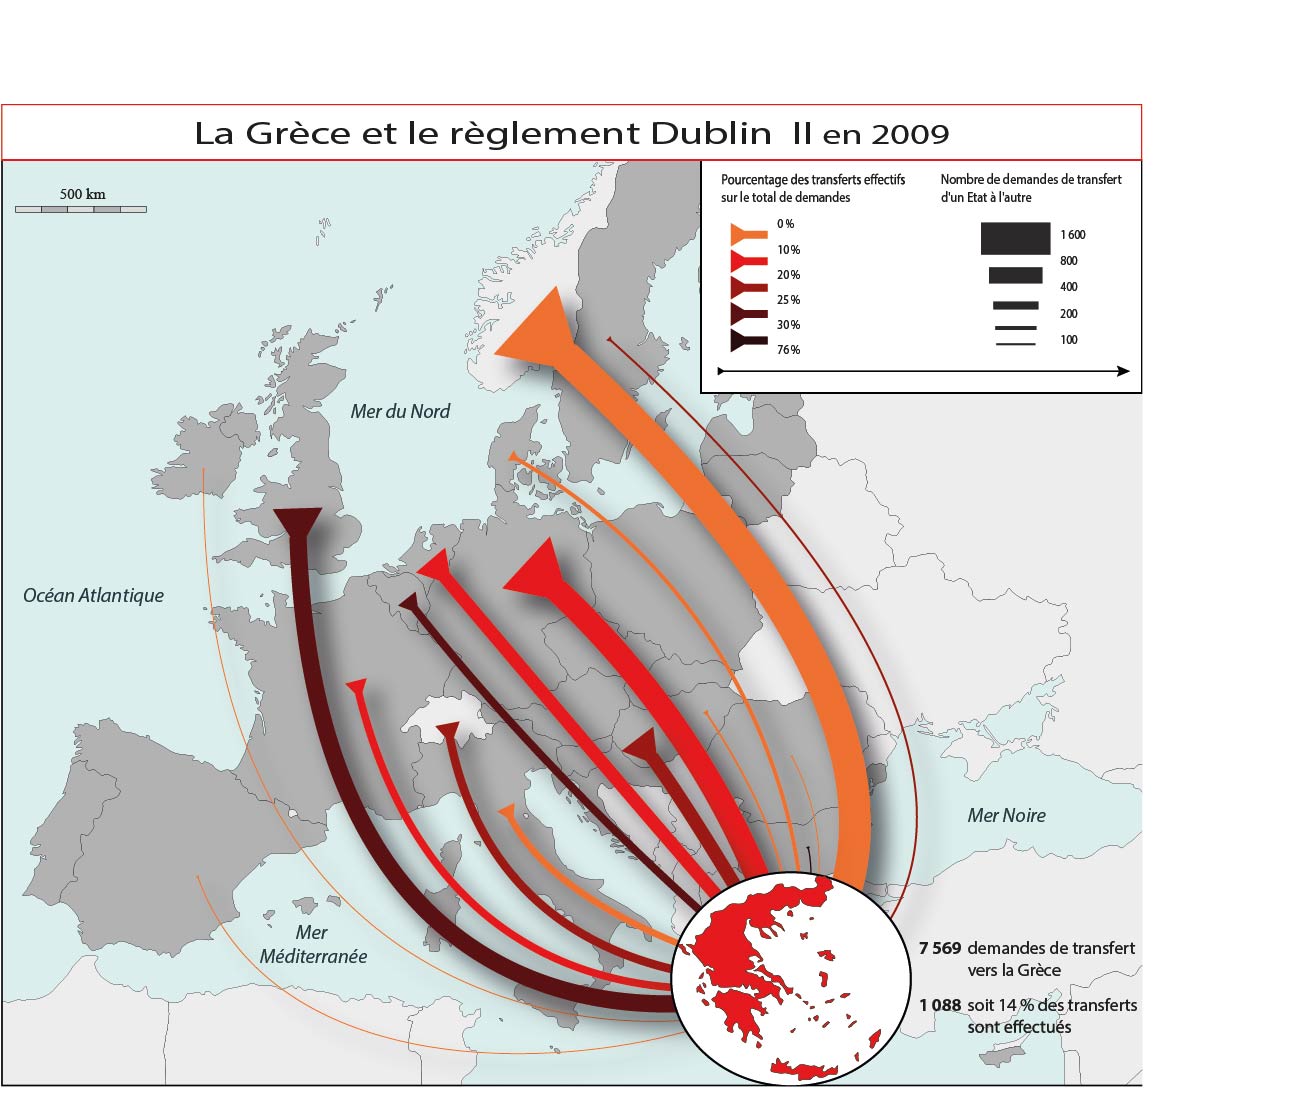 La Grèce et le règlement Dublin II en 2009
500 km
Pourcentage des transferts effectifs
sur le total de demandes
0 %
10 %
20 %
25 %
30 %
76 %
Nombre de demandes de transfert
d'un Etat à l'autre
1 600
800
400
200
100
Mer du Nord
Océan Atlantique
Mer Noire
Mer
Méditerranée
7 569 demandes de transfert
vers la Grèce
1 088 soit 14 % des transferts
sont effectués